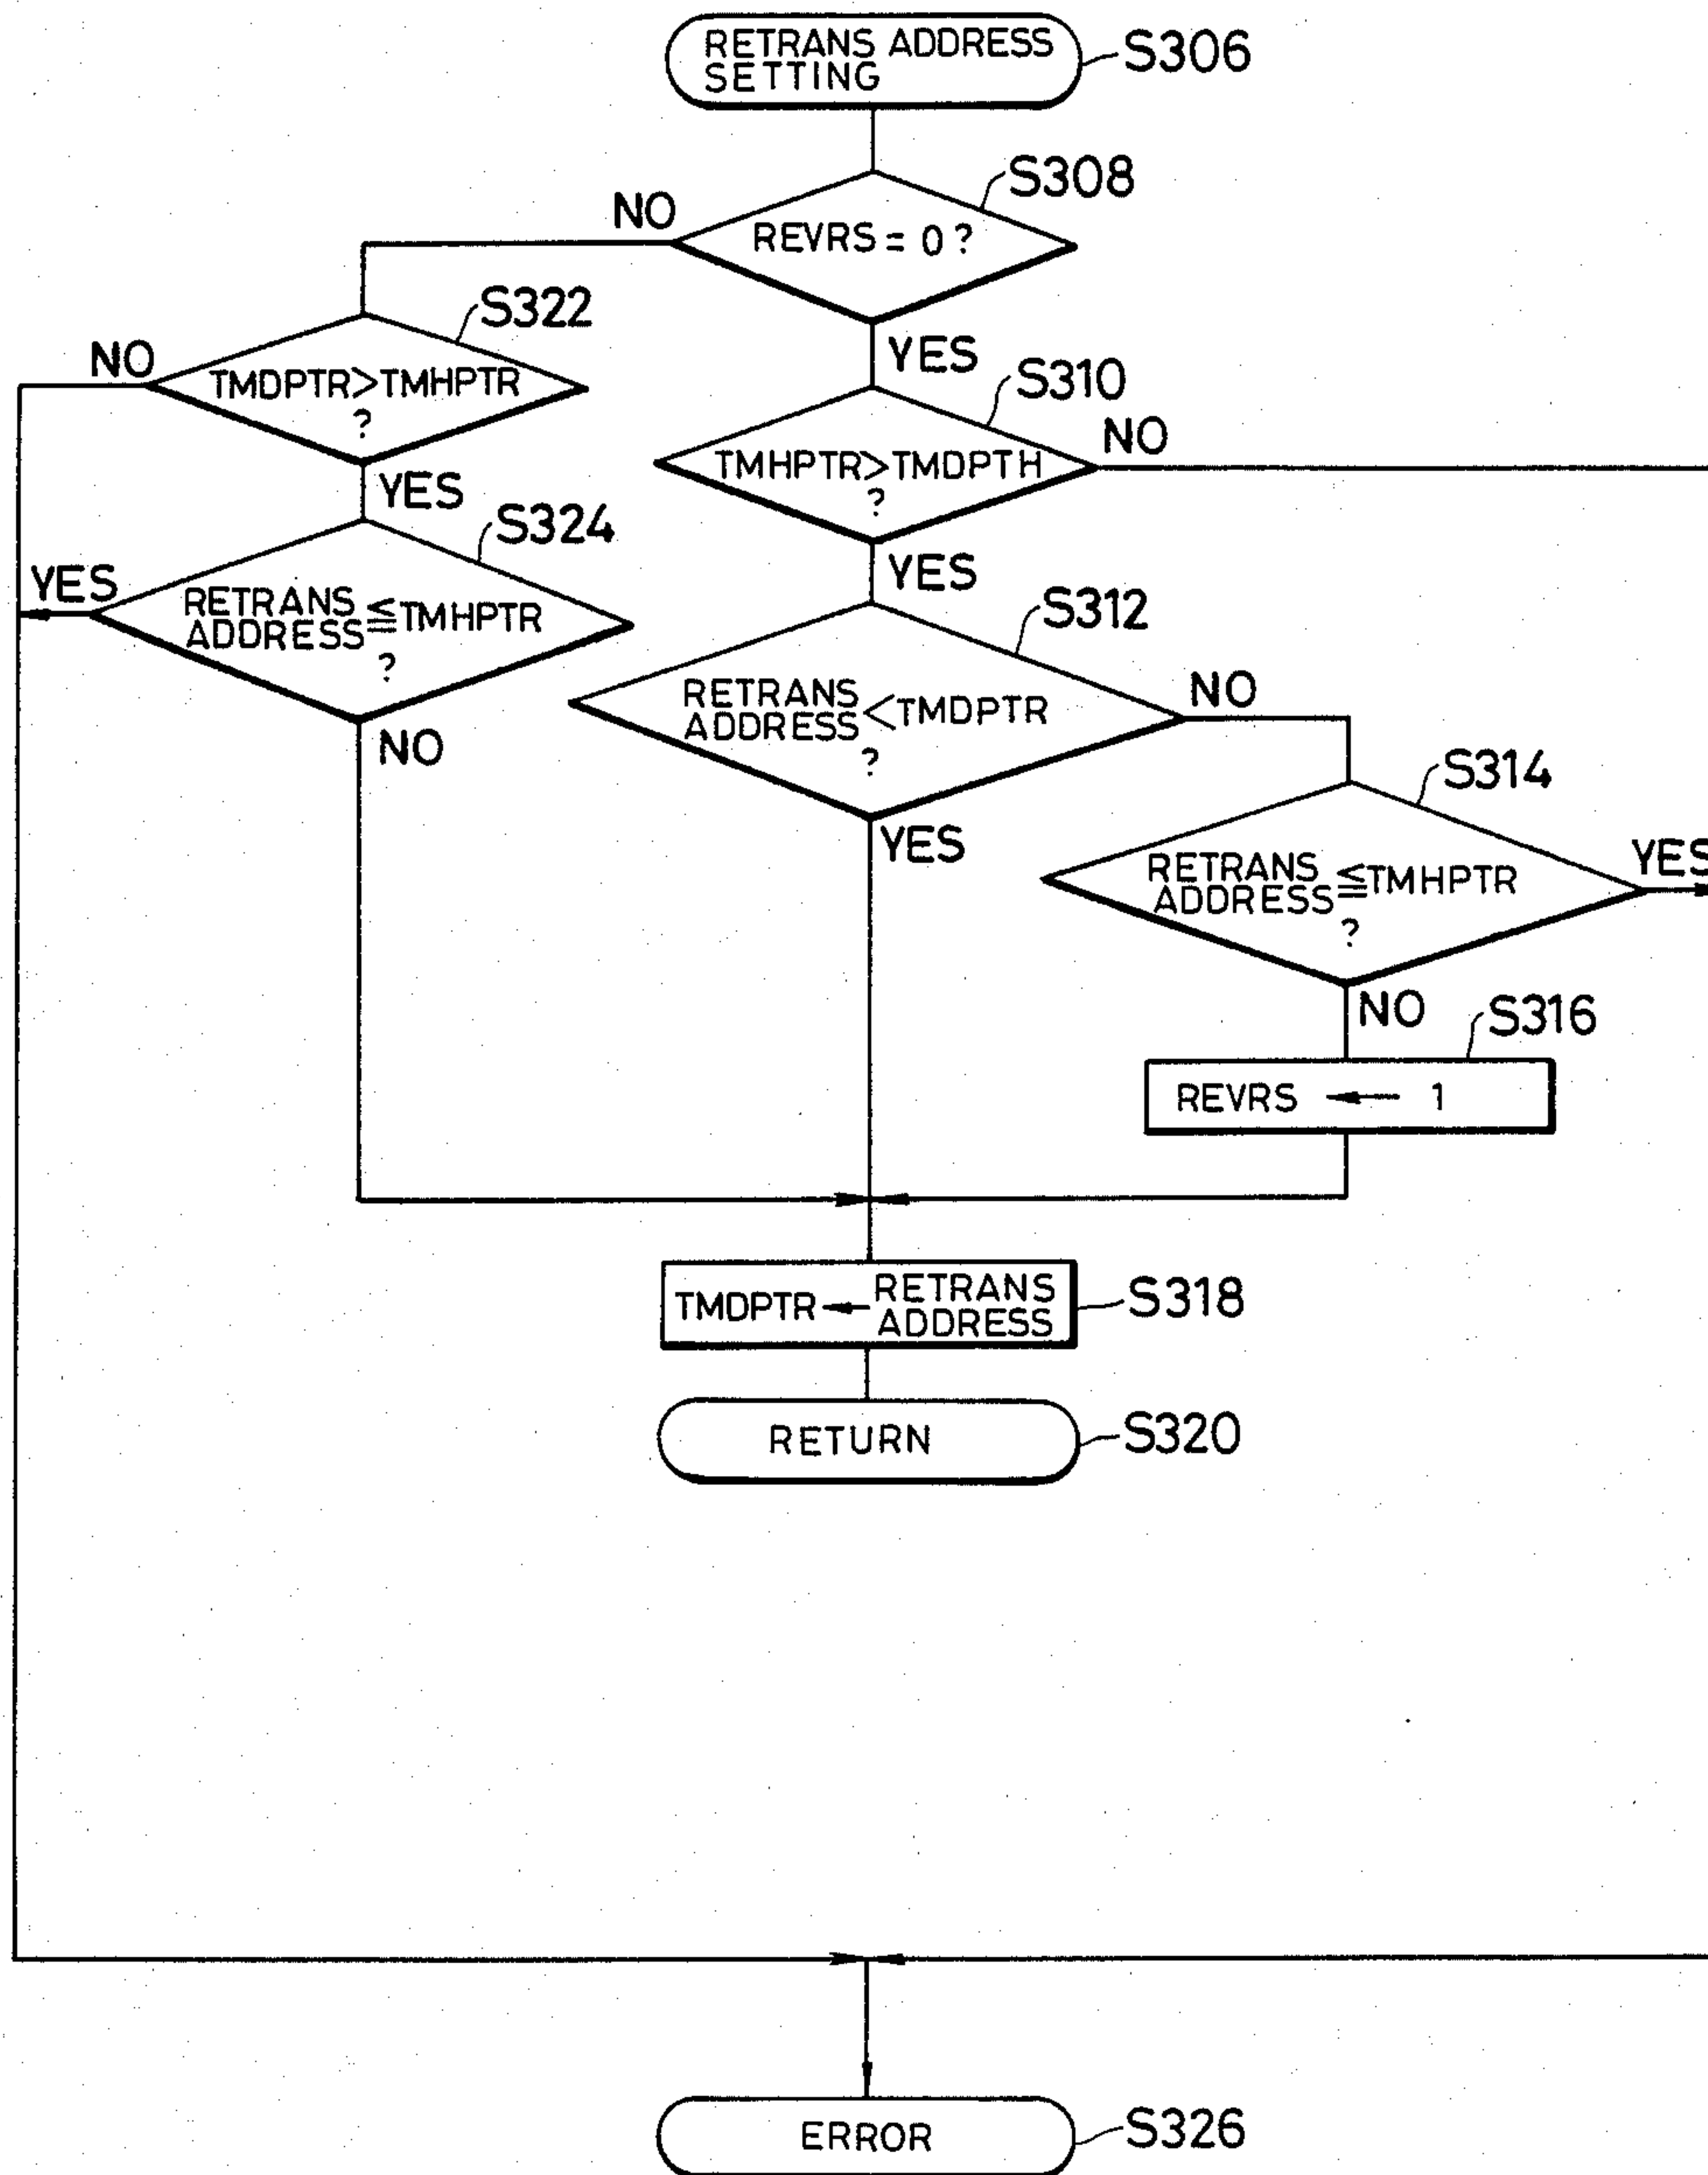 RETRANS ADDRESS
SETTING
S306
S308
NO
REVRS = 0 ?
YES
S322
NO
TMDPTR>TMHPTR
?
YES
S310
NO
TMHPTR>TMDPTH
?
YES
S324
YES
RETRANS
ADDRESS ≦TMHPTR
?
NO
S312
NO
RETRANS
ADDRESS <TMDPTR
?
YES
S314
YES
RETRANS
ADDRESS ≦TMHPTR
?
NO
S316
REVRS ← 1
TMDPTR ← RETRANS
ADDRESS
S318
RETURN
S320
ERROR
S326